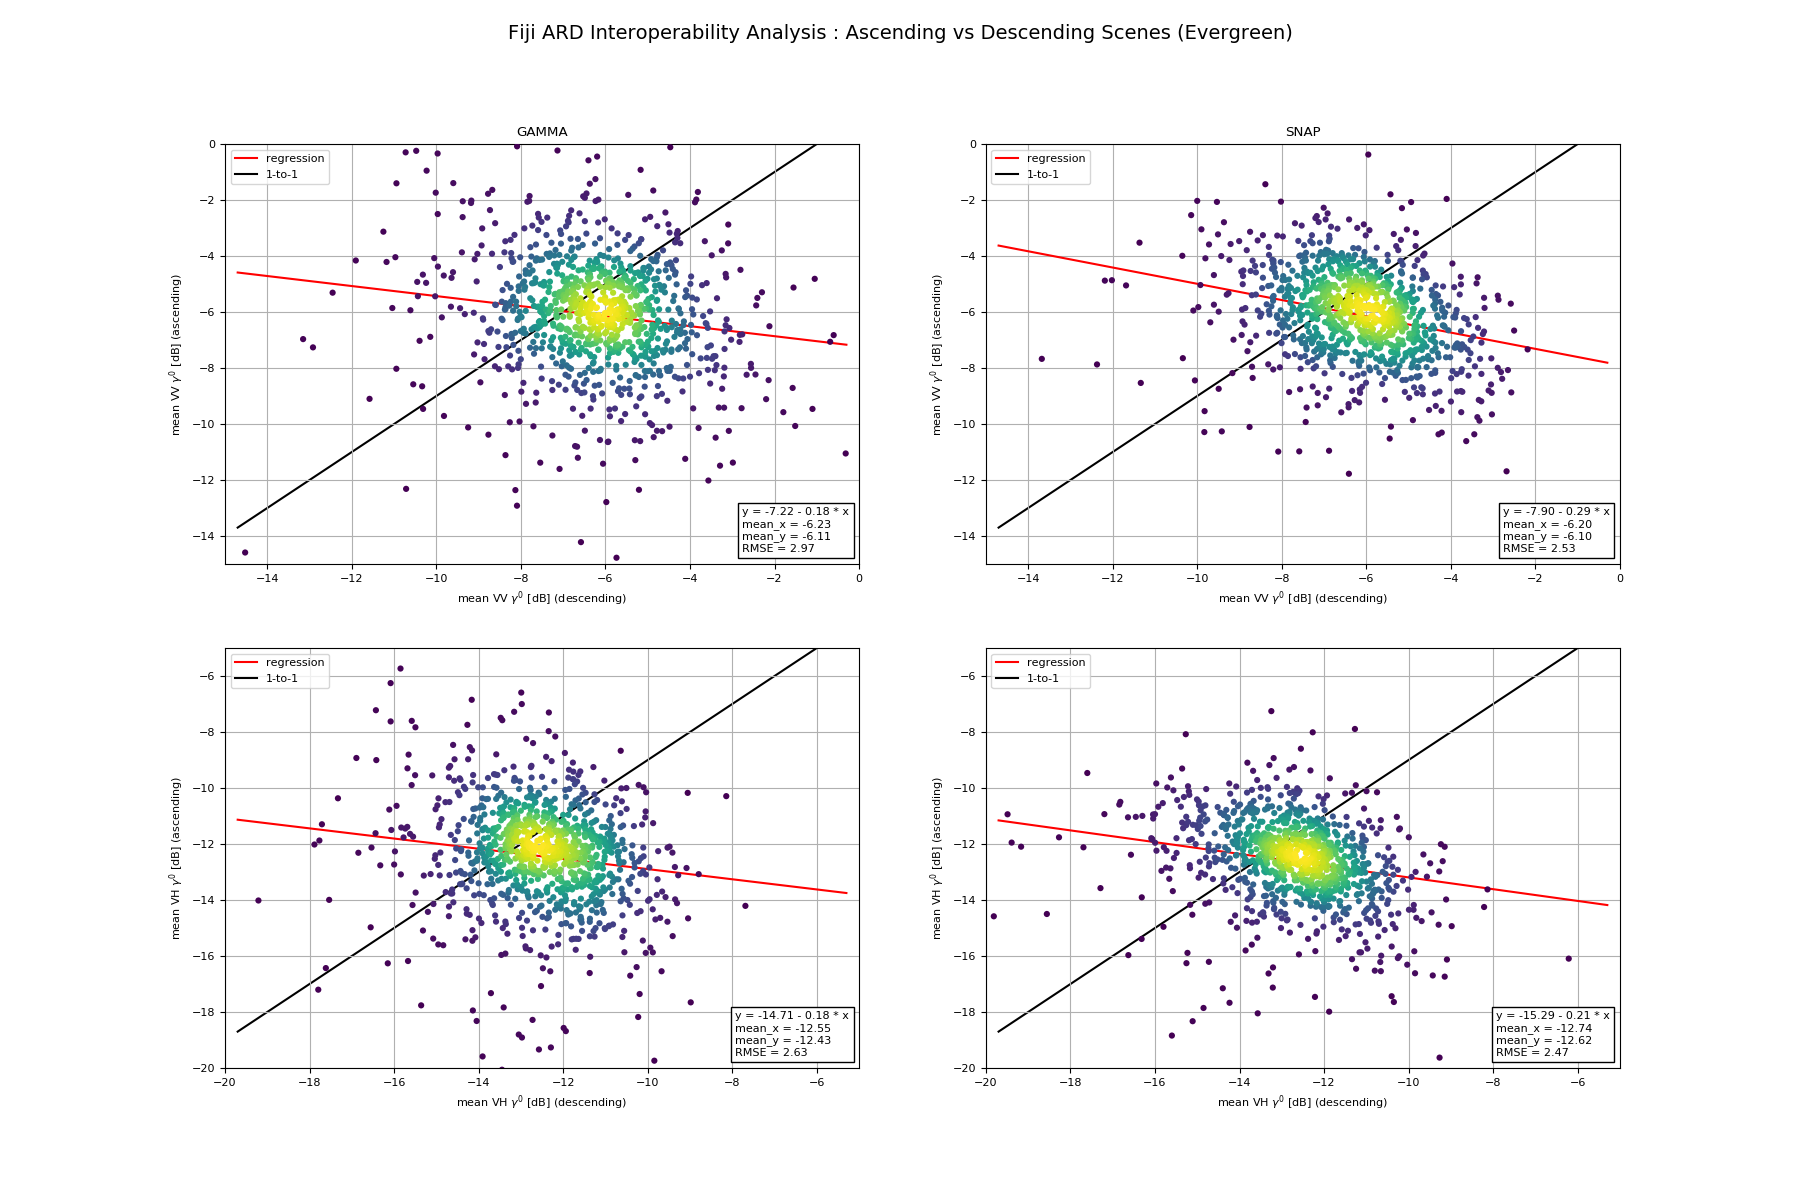 Fiji ARD Interoperability Analysis : Ascending vs Descending Scenes (Evergreen)
GAMMA
regression
1-to-1
0
−2
−4
−6
−8
−10
−12
−14
mean VV γ⁰ [dB] (ascending)
y = -7.22 - 0.18 * x
mean_x = -6.23
mean_y = -6.11
RMSE = 2.97
−14 −12 −10 −8 −6 −4 −2 0
mean VV γ⁰ [dB] (descending)
SNAP
regression
1-to-1
0
−2
−4
−6
−8
−10
−12
−14
mean VV γ⁰ [dB] (ascending)
y = -7.90 - 0.29 * x
mean_x = -6.20
mean_y = -6.10
RMSE = 2.53
−14 −12 −10 −8 −6 −4 −2 0
mean VV γ⁰ [dB] (descending)
regression
1-to-1
−6
−8
−10
−12
−14
−16
−18
−20
mean VH γ⁰ [dB] (ascending)
y = -14.71 - 0.18 * x
mean_x = -12.55
mean_y = -12.43
RMSE = 2.63
−20 −18 −16 −14 −12 −10 −8 −6
mean VH γ⁰ [dB] (descending)
regression
1-to-1
−6
−8
−10
−12
−14
−16
−18
−20
mean VH γ⁰ [dB] (ascending)
y = -15.29 - 0.21 * x
mean_x = -12.74
mean_y = -12.62
RMSE = 2.47
−20 −18 −16 −14 −12 −10 −8 −6
mean VH γ⁰ [dB] (descending)